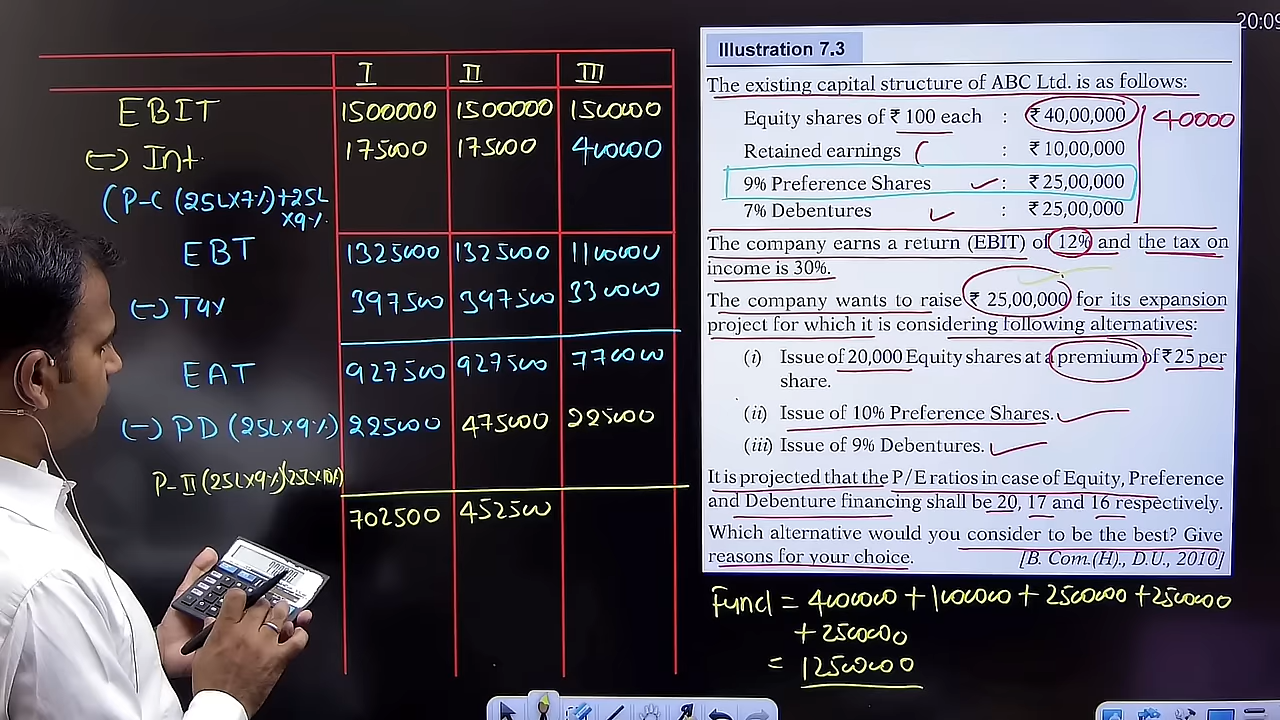 20:09
I II III
EBIT 1500000 1500000 1500000
(-) Int. 175000 175000 400000
(P-C (25L×7%)+25L
×9%
EBT 1325000 1325000 1100000
(-) Tax 397500 397500 330000
EAT 927500 927500 770000
(-) PD (25L×9%) 225000 475000 225000
P-II (25L×9%)(25L×10%)
702500 452500
Illustration 7.3
The existing capital structure of ABC Ltd. is as follows:
Equity shares of ₹ 100 each : ₹ 40,00,000 40000
Retained earnings : ₹ 10,00,000
9% Preference Shares : ₹ 25,00,000
7% Debentures : ₹ 25,00,000
The company earns a return (EBIT) of 12% and the tax on
income is 30%.
The company wants to raise ₹ 25,00,000 for its expansion
project for which it is considering following alternatives:
(i) Issue of 20,000 Equity shares at a premium of ₹ 25 per
share.
(ii) Issue of 10% Preference Shares.
(iii) Issue of 9% Debentures.
It is projected that the P/E ratios in case of Equity, Preference
and Debenture financing shall be 20, 17 and 16 respectively.
Which alternative would you consider to be the best? Give
reasons for your choice. [B. Com.(H)., D.U., 2010]
Fund = 4000000 + 1000000 + 2500000 + 2500000
+ 2500000
= 12500000